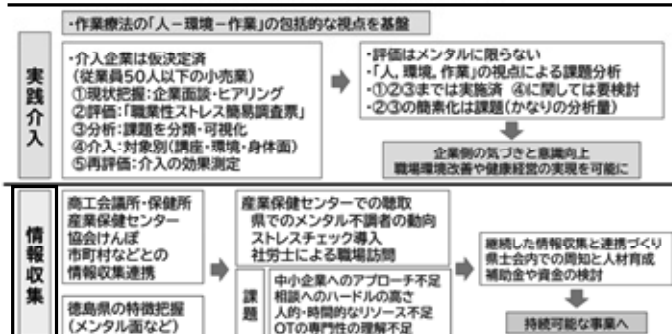 ・作業療法の「人－環境－作業」の包括的な視点を基盤
実践介入
・介入企業は仮決定済
(従業員50人以下の小売業)
①現状把握：企業面談・ヒアリング
②評価：「職業性ストレス簡易調査票」
③分析：課題を分類・可視化
④介入：対象別(講座・環境・身体面)
⑤再評価：介入の効果測定
・評価はメンタルに限らない
・「人，環境，作業」の視点による課題分析
・①②③までは実施済　④に関しては要検討
・②③の簡素化は課題(かなりの分析量)
企業側の気づきと意識向上
職場環境改善や健康経営の実現を可能に
情報収集
商工会議所・保健所
産業保健センター
協会けんぽ
市町村などとの
情報収集連携
徳島県の特徴把握
(メンタル面など)
産業保健センターでの聴取
県でのメンタル不調者の動向
ストレスチェック導入
社労士による職場訪問
課題
中小企業へのアプローチ不足
相談へのハードルの高さ
人的・時間的なリソース不足
OTの専門性の理解不足
継続した情報収集と連携づくり
県士会内での周知と人材育成
補助金や資金の検討
持続可能な事業へ